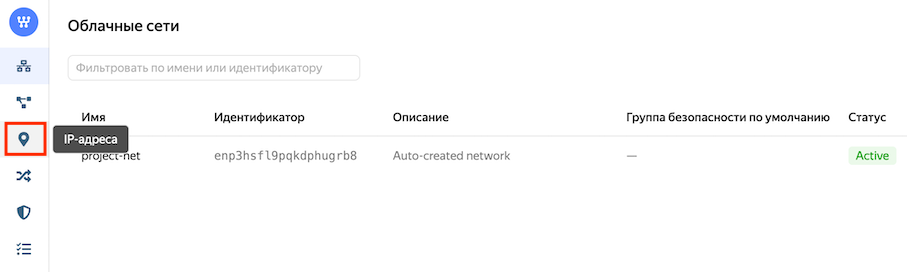 Облачные сети
Фильтровать по имени или идентификатору
Имя Идентификатор Описание Группа безопасности по умолчанию Статус
IP-адреса
project-net enp3hsfl9pqkdphugrb8 Auto-created network — Active